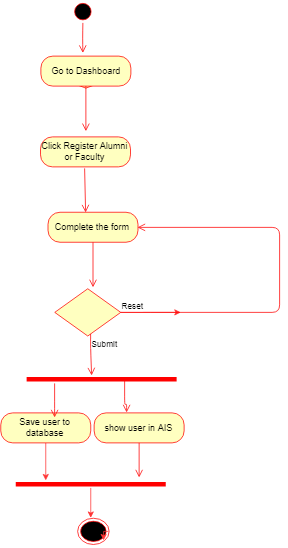 Go to Dashboard
Click Register Alumni
or Faculty
Complete the form
Reset
Submit
Save user to
database
show user in AIS